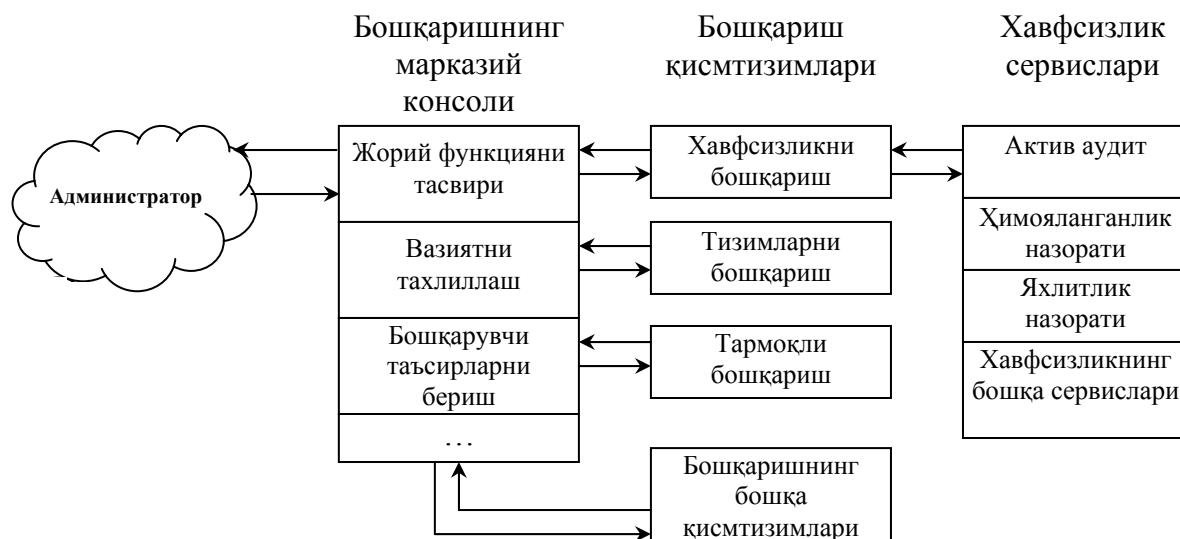 Бошқаришнинг
марказий
консоли
Бошқариш
қисмтизимлари
Хавфсизлик
сервислари
Администратор
Жорий функцияни
тасвири
Вазиятни
тахлиллаш
Бошқарувчи
таъсирларни
бериш
...
Хавфсизликни
бошқариш
Тизимларни
бошқариш
Тармоқли
бошқариш
Бошқаришнинг
бошқа
қисмтизимлари
Актив аудит
Ҳимояланганлик
назорати
Яхлитлик
назорати
Хавфсизликнинг
бошқа сервислари